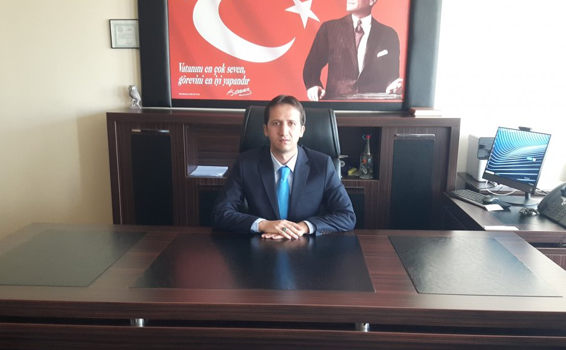 Vatanını en çok seven,
görevini en iyi yapandır